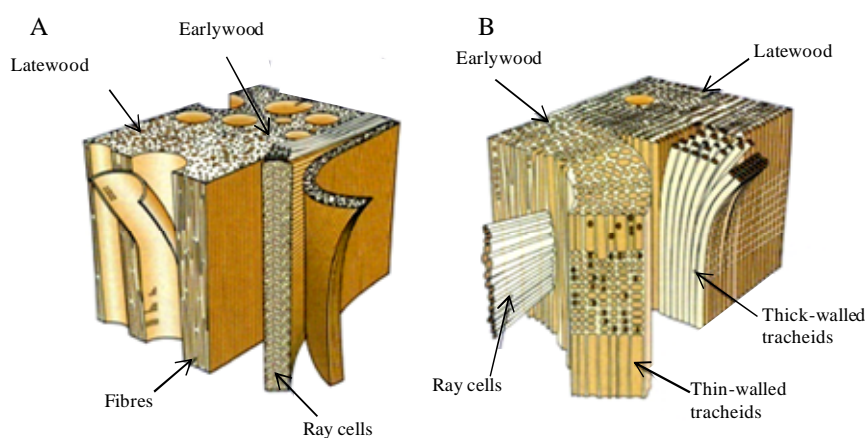 A
Earlywood
Latewood
Fibres
Ray cells
B
Latewood
Earlywood
Thick-walled
tracheids
Ray cells
Thin-walled
tracheids